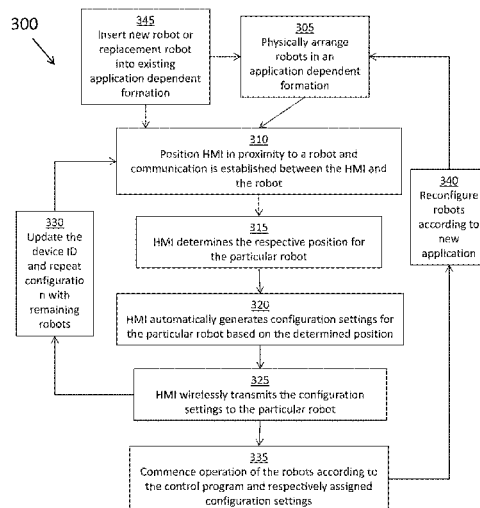 300
345
Insert new robot or
replacement robot
into existing
application dependent
formation
305
Physically arrange
robots in an
application dependent
formation
310
Position HMI in proximity to a robot and
communication is established between the HMI and
the robot
315
HMI determines the respective position for
the particular robot
320
HMI automatically generates configuration settings for
the particular robot based on the determined position
325
HMI wirelessly transmits the configuration
settings to the particular robot
330
Update the
device ID
and repeat
configuratio
n with
remaining
robots
335
Commence operation of the robots according to
the control program and respectively assigned
configuration settings
340
Reconfigure
robots
according to
new
application